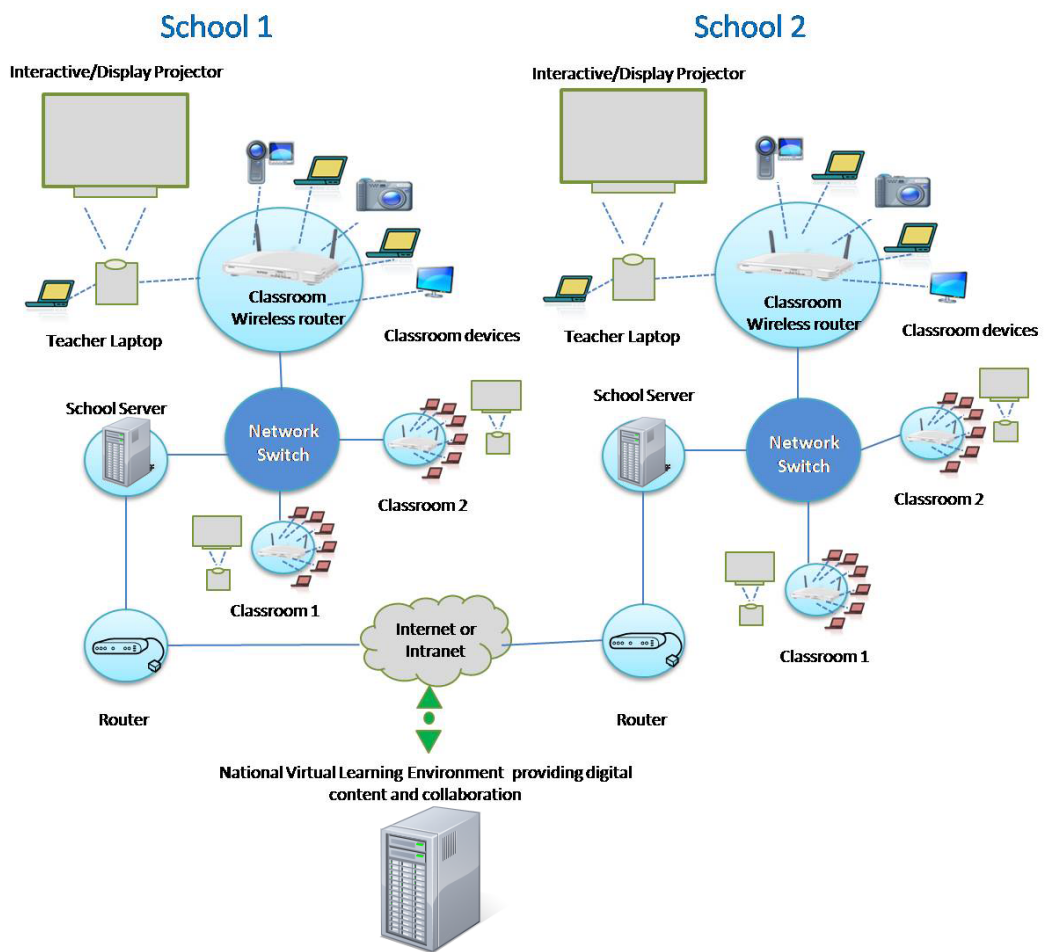 School 1
School 2
Interactive/Display Projector
Interactive/Display Projector
Classroom
Wireless router
Classroom
Wireless router
Teacher Laptop
Classroom devices
Teacher Laptop
Classroom devices
School Server
Network
Switch
School Server
Network
Switch
Classroom 2
Classroom 2
Classroom 1
Classroom 1
Internet or
Intranet
Router
Router
National Virtual Learning Environment providing digital
content and collaboration